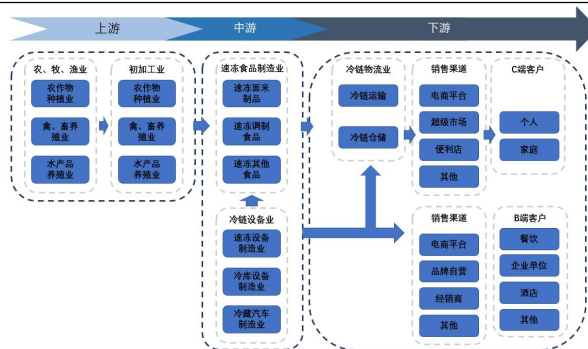 上游
中游
下游
农、牧、渔业
农作物
种植业
禽、畜养
殖业
水产品
养殖业
初加工业
农作物
种植业
禽、畜养
殖业
水产品
养殖业
速冻食品制造业
速冻面米
制品
速冻调制
食品
速冻其他
食品
冷链设备业
速冻设备
制造业
冷库设备
制造业
冷藏汽车
制造业
冷链物流业
冷链运输
冷链仓储
销售渠道
电商平台
超级市场
便利店
其他
C端客户
个人
家庭
销售渠道
电商平台
品牌自营
经销商
其他
B端客户
餐饮
企业单位
酒店
其他